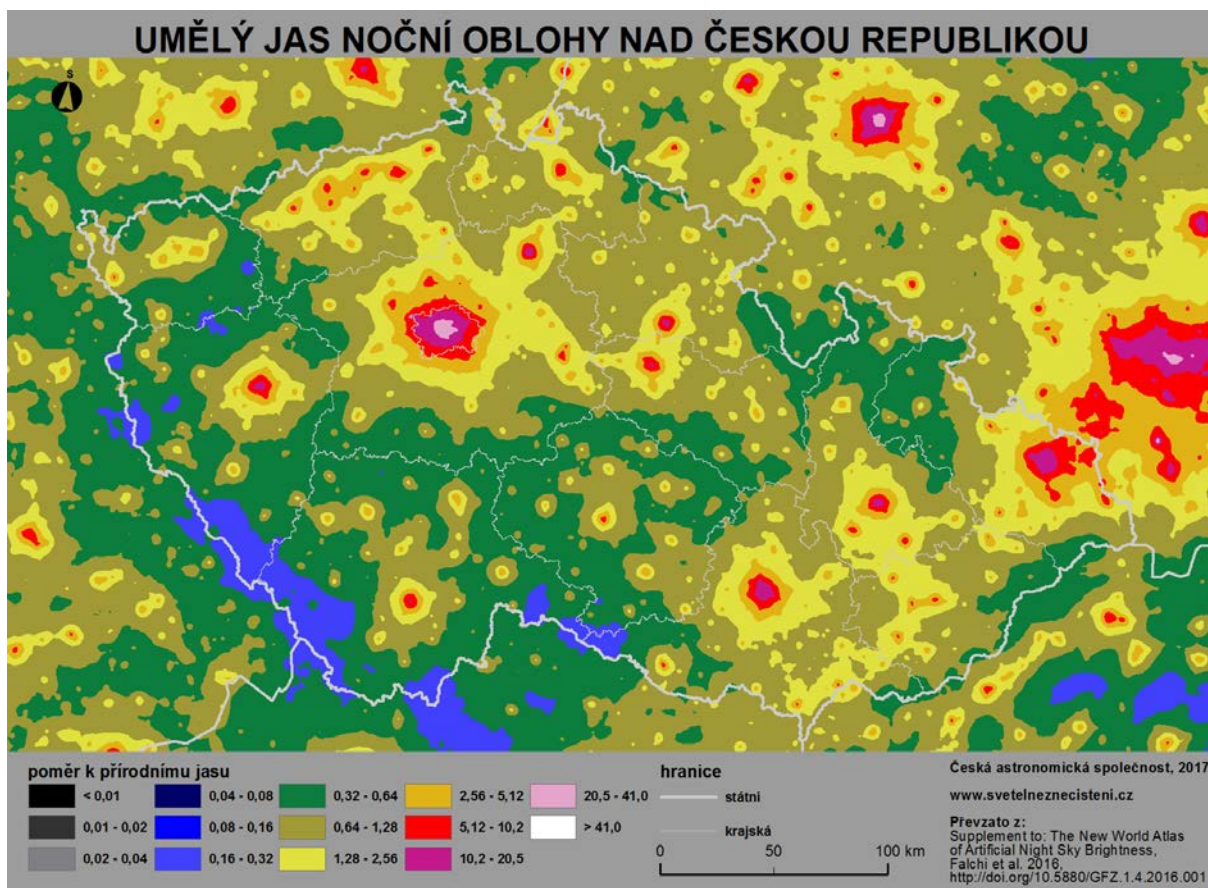 UMĚLÝ JAS NOČNÍ OBLOHY NAD ČESKOU REPUBLIKOU
S
poměr k přírodnímu jasu
< 0,01
0,01 - 0,02
0,02 - 0,04
0,04 - 0,08
0,08 - 0,16
0,16 - 0,32
0,32 - 0,64
0,64 - 1,28
1,28 - 2,56
2,56 - 5,12
5,12 - 10,2
10,2 - 20,5
20,5 - 41,0
> 41,0
hranice
státní
krajská
0 50 100 km
Česká astronomická společnost, 2017
www.svetelneznecisteni.cz
Převzato z:
Supplement to: The New World Atlas
of Artificial Night Sky Brightness,
Falchi et al. 2016,
http://doi.org/10.5880/GFZ.1.4.2016.001